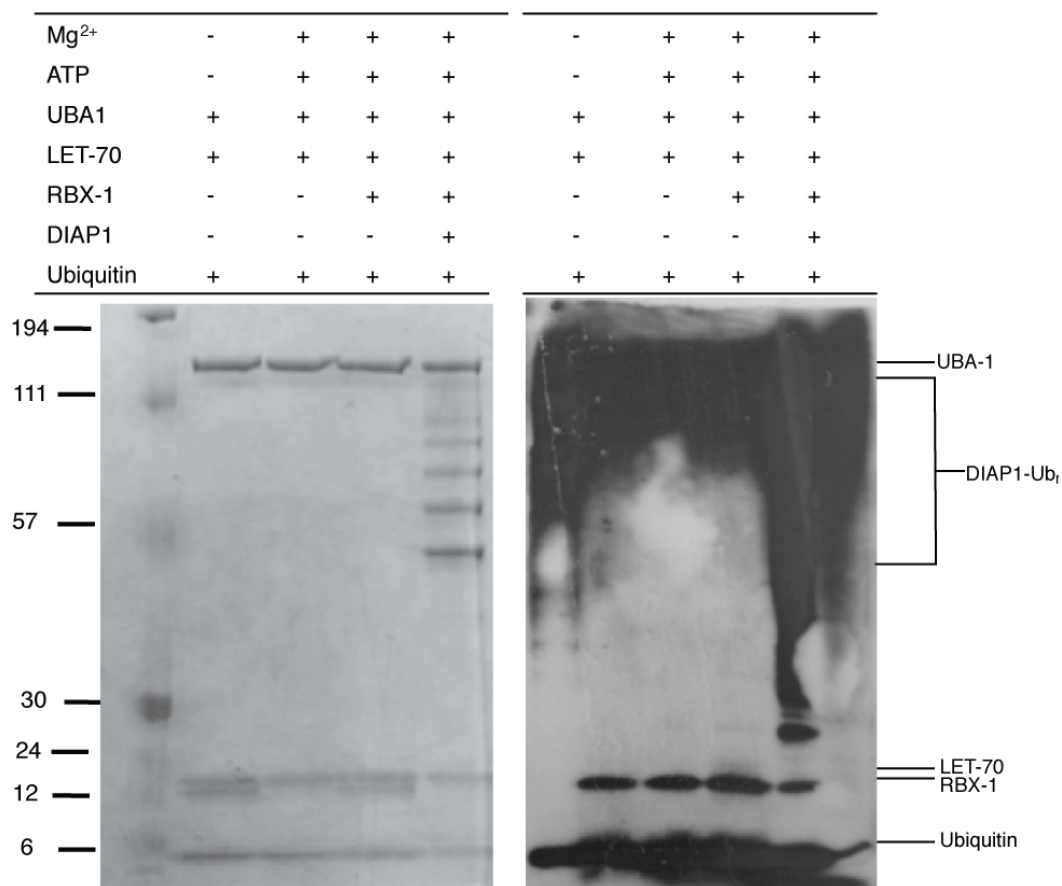 Mg2+ - + + + - + + +
ATP - + + + - + + +
UBA1 + + + + + + + +
LET-70 + + + + + + + +
RBX-1 - - + + - - + +
DIAP1 - - - + - - - +
Ubiquitin + + + + + + + +
194
UBA-1
111
DIAP1-Ubn
57
30
24
LET-70
RBX-1
12
Ubiquitin
6